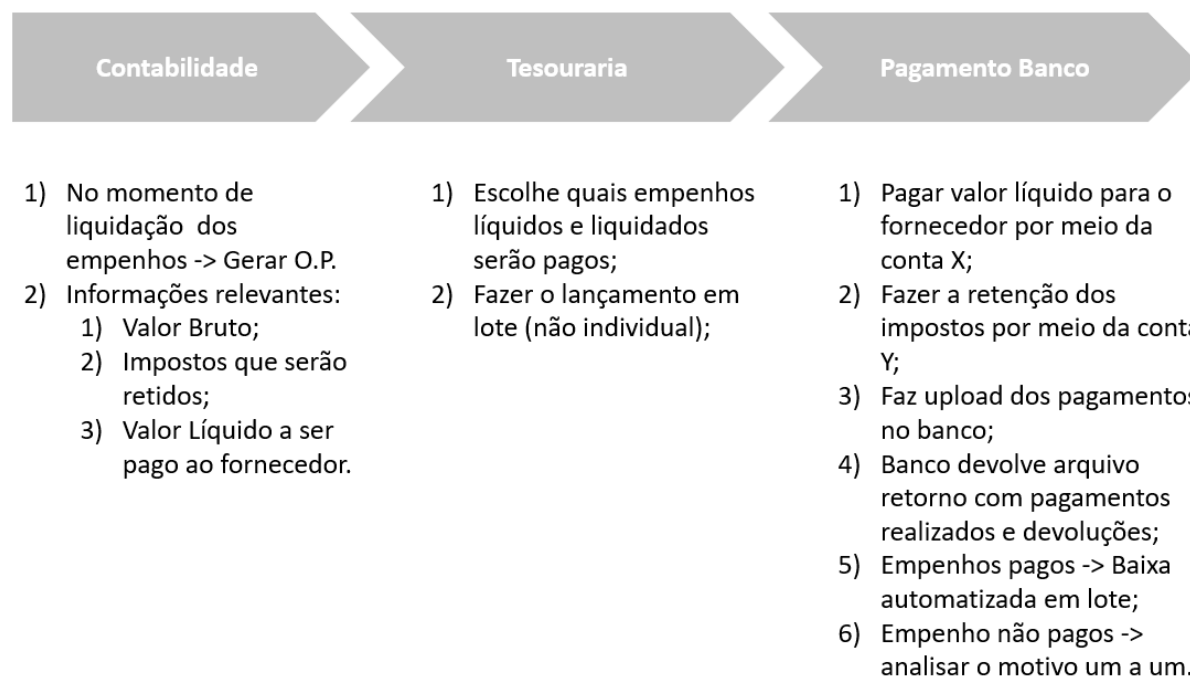 Contabilidade
Tesouraria
Pagamento Banco
1) No momento de
liquidação dos
empenhos -> Gerar O.P.
2) Informações relevantes:
1) Valor Bruto;
2) Impostos que serão
retidos;
3) Valor Líquido a ser
pago ao fornecedor.
1) Escolhe quais empenhos
líquidos e liquidados
serão pagos;
2) Fazer o lançamento em
lote (não individual);
1) Pagar valor líquido para o
fornecedor por meio da
conta X;
2) Fazer a retenção dos
impostos por meio da conta
Y;
3) Faz upload dos pagamentos
no banco;
4) Banco devolve arquivo
retorno com pagamentos
realizados e devoluções;
5) Empenhos pagos -> Baixa
automatizada em lote;
6) Empenho não pagos ->
analisar o motivo um a um.